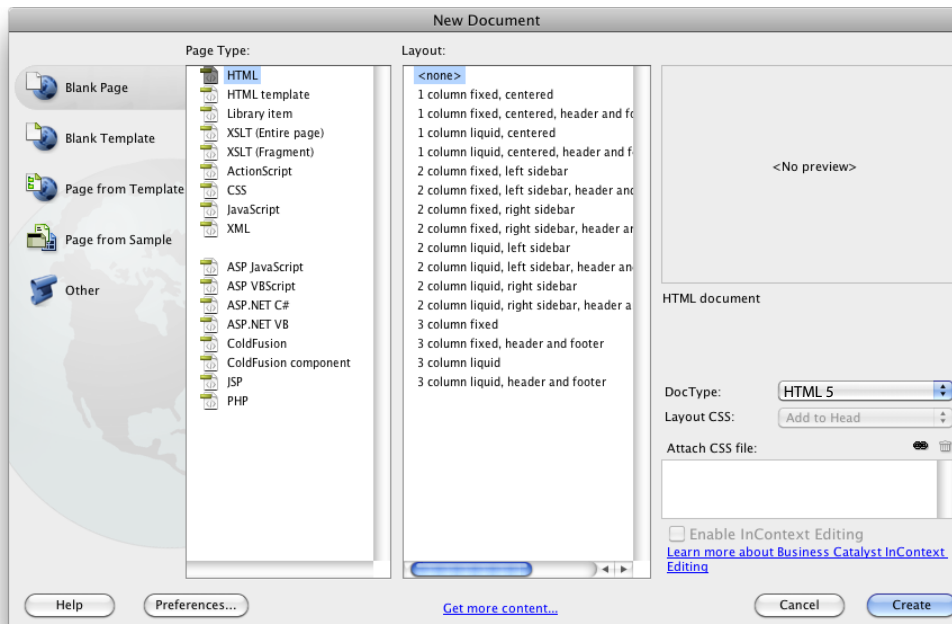 New Document
Blank Page
Blank Template
Page from Template
Page from Sample
Other
Page Type:
HTML
HTML template
Library item
XSLT (Entire page)
XSLT (Fragment)
ActionScript
CSS
JavaScript
XML
ASP JavaScript
ASP VBScript
ASP.NET C#
ASP.NET VB
ColdFusion
ColdFusion component
JSP
PHP
Layout:
<none>
1 column fixed, centered
1 column fixed, centered, header and fo
1 column liquid, centered
1 column liquid, centered, header and f
2 column fixed, left sidebar
2 column fixed, left sidebar, header and
2 column fixed, right sidebar
2 column fixed, right sidebar, header ar
2 column liquid, left sidebar
2 column liquid, left sidebar, header an
2 column liquid, right sidebar
2 column liquid, right sidebar, header a
3 column fixed
3 column fixed, header and footer
3 column liquid
3 column liquid, header and footer
<No preview>
HTML document
DocType: HTML 5
Layout CSS: Add to Head
Attach CSS file:
Enable InContext Editing
Learn more about Business Catalyst InContext
Editing
Help
Preferences...
Get more content...
Cancel
Create